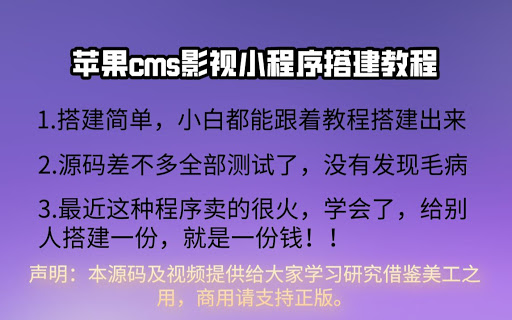 苹果cms影视小程序搭建教程
1.搭建简单，小白都能跟着教程搭建出来
2.源码差不多全部测试了，没有发现毛病
3.最近这种程序卖的很火，学会了，给别
人搭建一份，就是一份钱！！
声明：本源码及视频提供给大家学习研究借鉴美工之
用，商用请支持正版。